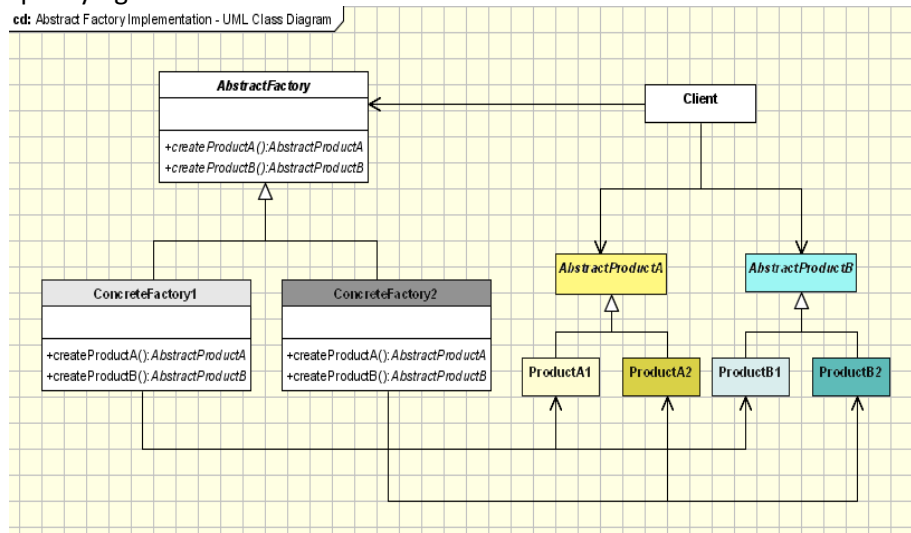 cd: Abstract Factory Implementation - UML Class Diagram
AbstractFactory
+createProductA():AbstractProductA
+createProductB():AbstractProductB
Client
AbstractProductA
AbstractProductB
ConcreteFactory1
+createProductA():AbstractProductA
+createProductB():AbstractProductB
ConcreteFactory2
+createProductA():AbstractProductA
+createProductB():AbstractProductB
ProductA1
ProductA2
ProductB1
ProductB2